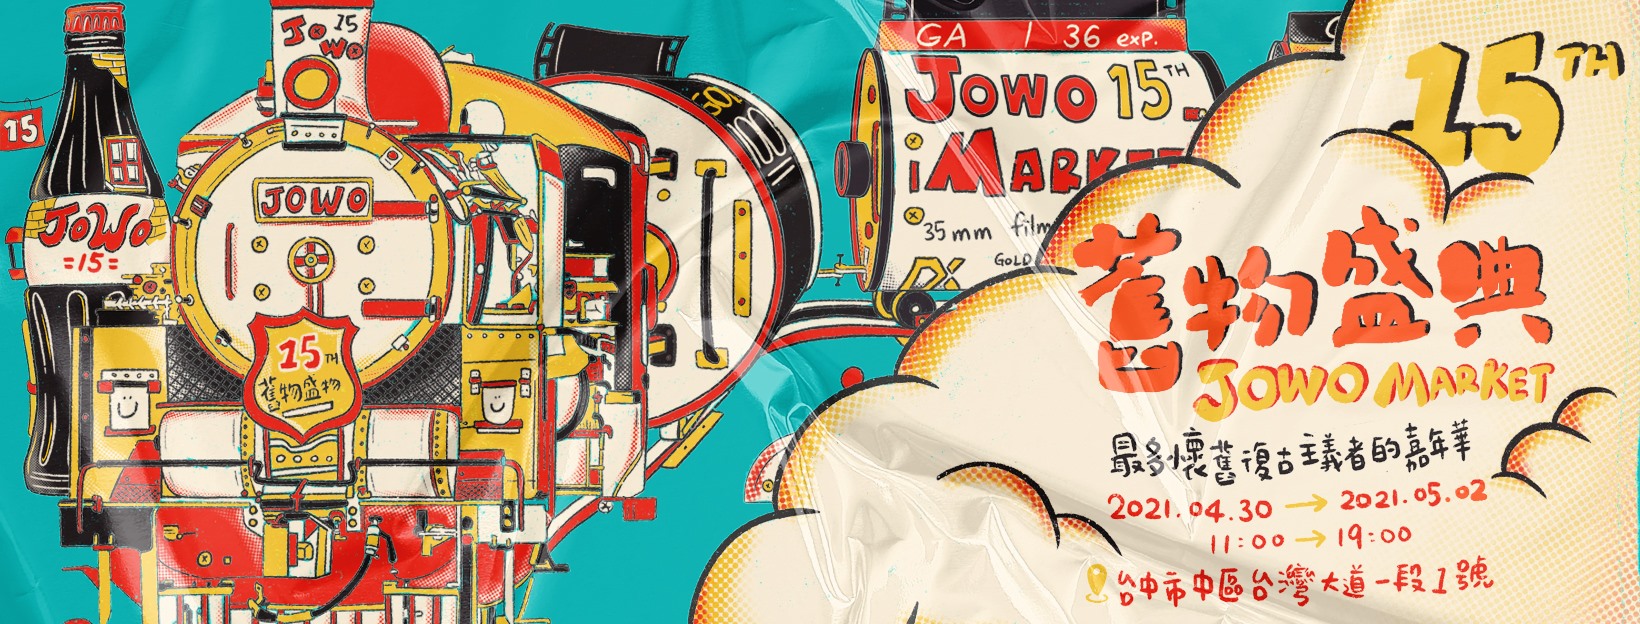 15
JOWO
=15=
JOWO 15
JOWO
15TH
舊物盛物
50
GA 1 36 EXP.
JOWO 15TH
iMARKET
35mm film
GOLD
15TH
舊物盛典
JOWO MARKET
最多懷舊復古主義者的嘉年華
2021.04.30 → 2021.05.02
11:00 → 19:00
台中市中區台灣大道一段1號